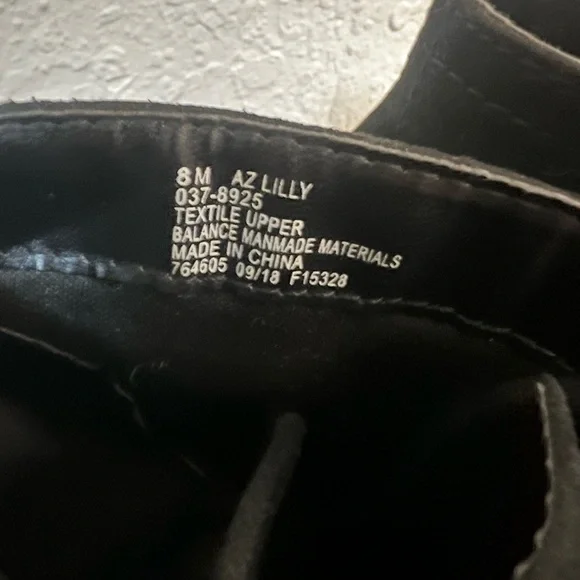 8M AZ LILLY
037-8925
TEXTILE UPPER
BALANCE MANMADE MATERIALS
MADE IN CHINA
764605 09/18 F15328